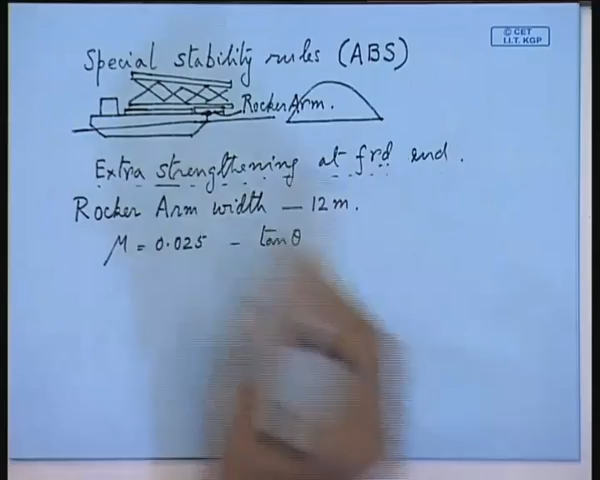 © CET
I.I.T. KGP
Special stability rules (ABS)
Rocker Arm.
Extra strengthening at frd end.
Rocker Arm width — 12 m.
μ = 0.025 - tan θ